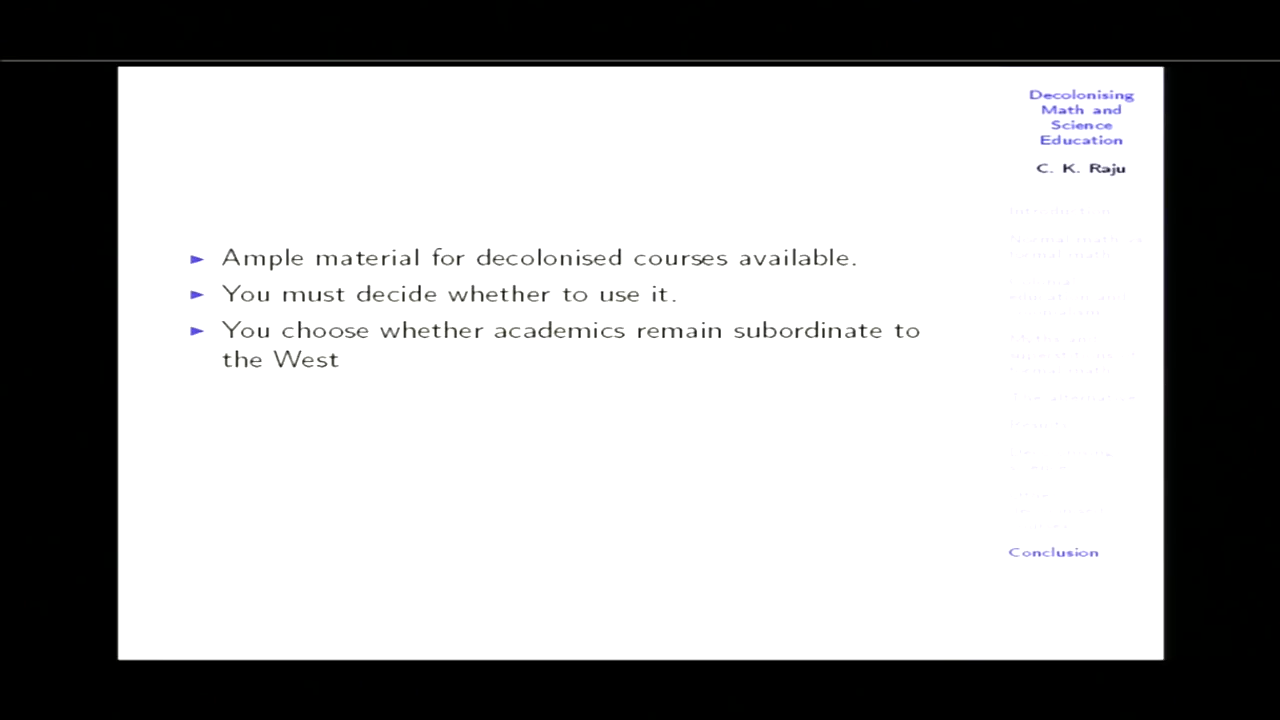 Decolonising
Math and
Science
Education
C. K. Raju
Ample material for decolonised courses available.
You must decide whether to use it.
You choose whether academics remain subordinate to
the West
Conclusion